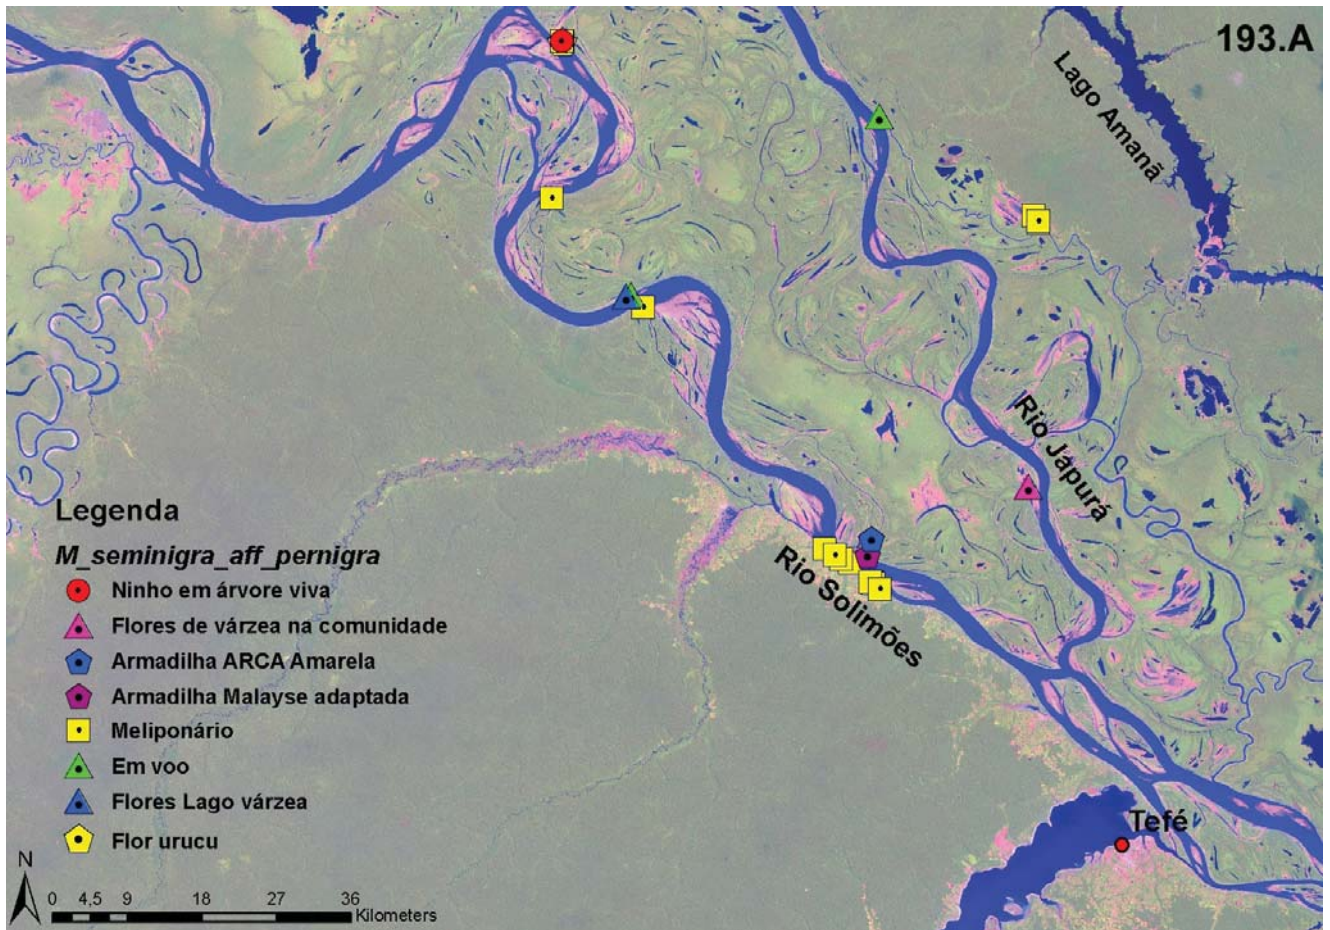 193.A
Lago Amanã
Rio Japurá
Rio Solimões
Tefé
Legenda
M_seminigra_aff_pernigra
Ninho em árvore viva
Flores de várzea na comunidade
Armadilha ARCA Amarela
Armadilha Malayse adaptada
Meliponário
Em voo
Flores Lago várzea
Flor urucu
N
0 4,5 9 18 27 36
Kilometers